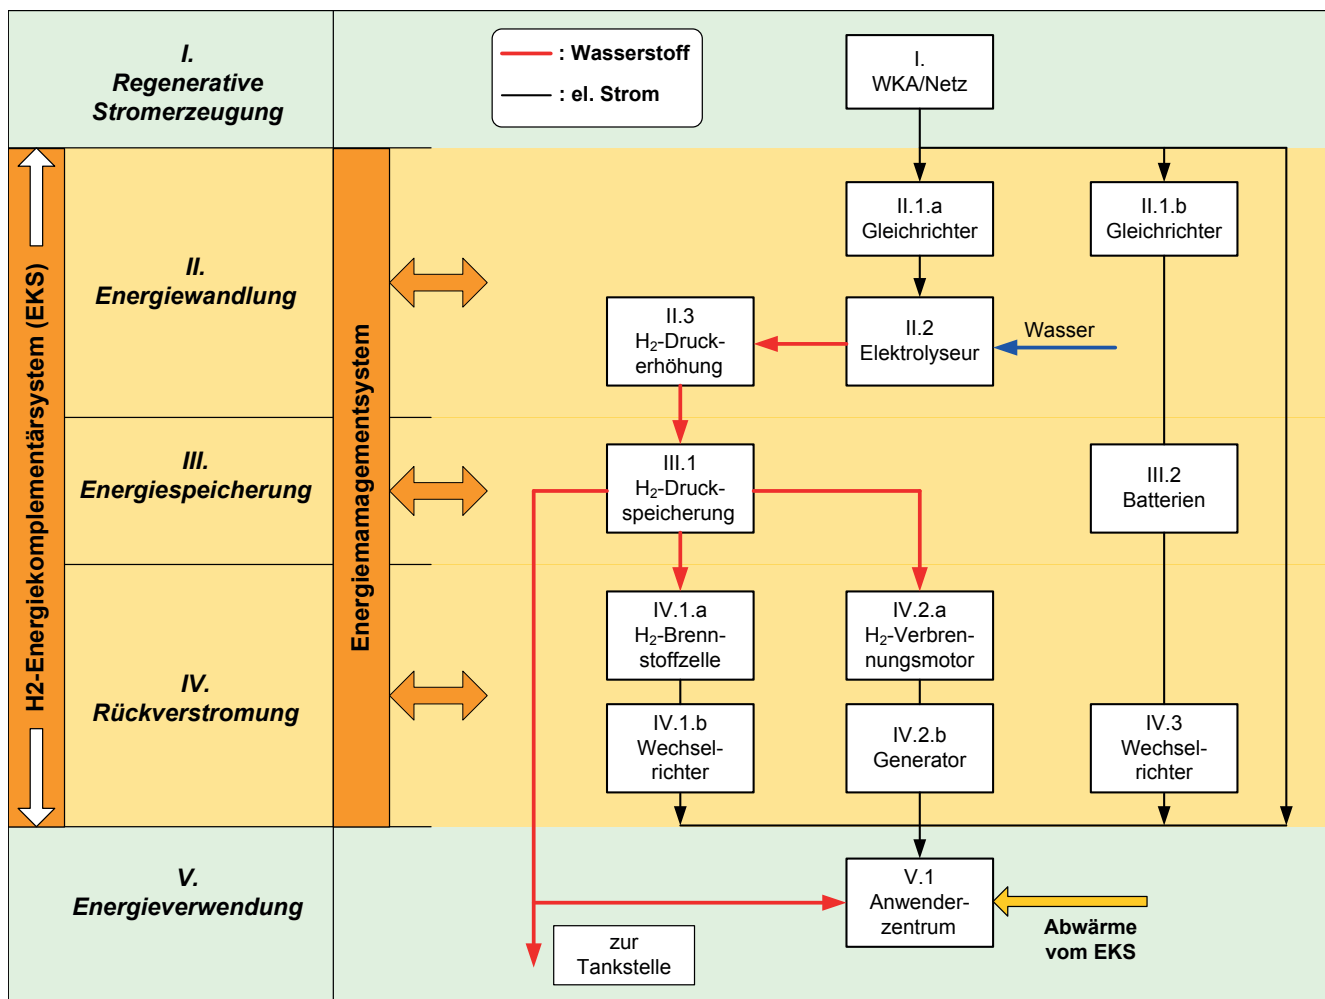 I.
Regenerative
Stromerzeugung
: Wasserstoff
: el. Strom
I.
WKA/Netz
H2-Energiekomplementärsystem (EKS)
Energiemamagementsystem
II.
Energiewandlung
II.1.a
Gleichrichter
II.1.b
Gleichrichter
II.3
H₂-Druck-
erhöhung
II.2
Elektrolyseur
Wasser
III.
Energiespeicherung
III.1
H₂-Druck-
speicherung
III.2
Batterien
IV.
Rückverstromung
IV.1.a
H₂-Brenn-
stoffzelle
IV.2.a
H₂-Verbren-
nungsmotor
IV.1.b
Wechsel-
richter
IV.2.b
Generator
IV.3
Wechsel-
richter
V.
Energieverwendung
V.1
Anwender-
zentrum
Abwärme
vom EKS
zur
Tankstelle